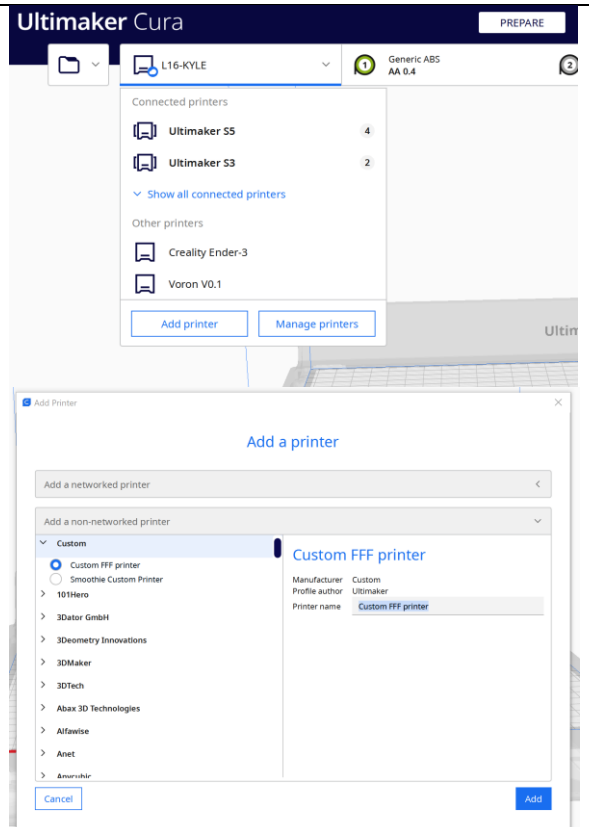 Ultimaker Cura
PREPARE
L16-KYLE
1
Generic ABS
AA 0.4
2
Connected printers
Ultimaker S5
4
Ultimaker S3
2
Show all connected printers
Other printers
Creality Ender-3
Voron V0.1
Add printer
Manage printers
Ultim
Add Printer
Add a printer
Add a networked printer
Add a non-networked printer
Custom
Custom FFF printer
Smoothie Custom Printer
101Hero
3Dator GmbH
3Deometry Innovations
3DMaker
3DTech
Abax 3D Technologies
Alfawise
Anet
Anycubic
Custom FFF printer
Manufacturer Custom
Profile author Ultimaker
Printer name Custom FFF printer
Cancel
Add